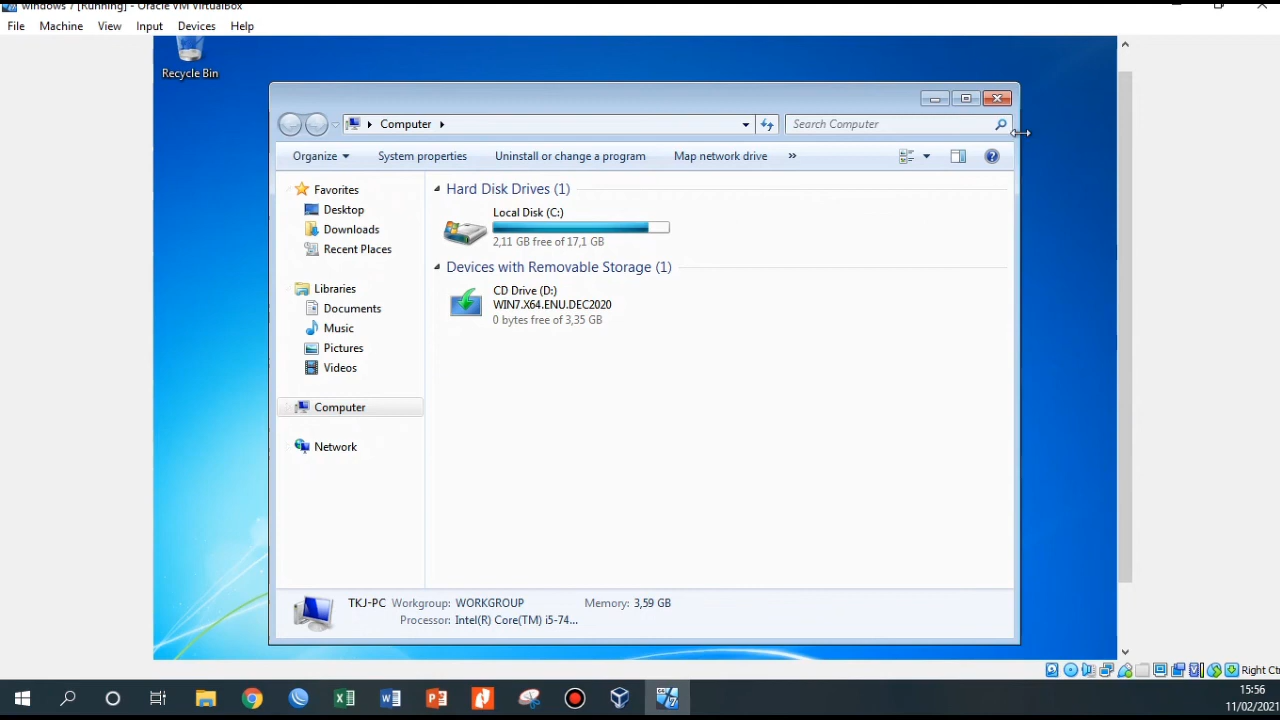 windows 7 [Running] - Oracle VM VirtualBox
File Machine View Input Devices Help
Recycle Bin
Computer
Search Computer
Organize System properties Uninstall or change a program Map network drive »
Favorites
Desktop
Downloads
Recent Places
Libraries
Documents
Music
Pictures
Videos
Computer
Network
Hard Disk Drives (1)
Local Disk (C:)
2,11 GB free of 17,1 GB
Devices with Removable Storage (1)
CD Drive (D:)
WIN7.X64.ENU.DEC2020
0 bytes free of 3,35 GB
TKJ-PC Workgroup: WORKGROUP Memory: 3,59 GB
Processor: Intel(R) Core(TM) i5-74...
Right Ctr
15:56
11/02/2021